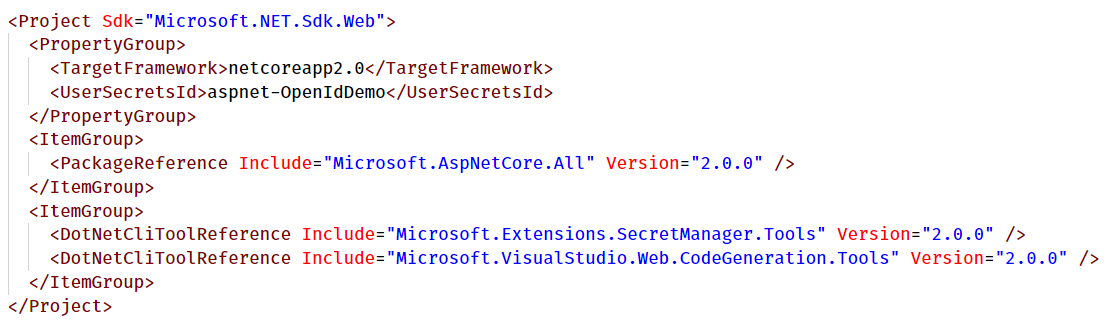 <Project Sdk="Microsoft.NET.Sdk.Web">
  <PropertyGroup>
    <TargetFramework>netcoreapp2.0</TargetFramework>
    <UserSecretsId>aspnet-OpenIdDemo</UserSecretsId>
  </PropertyGroup>
  <ItemGroup>
    <PackageReference Include="Microsoft.AspNetCore.All" Version="2.0.0" />
  </ItemGroup>
  <ItemGroup>
    <DotNetCliToolReference Include="Microsoft.Extensions.SecretManager.Tools" Version="2.0.0" />
    <DotNetCliToolReference Include="Microsoft.VisualStudio.Web.CodeGeneration.Tools" Version="2.0.0" />
  </ItemGroup>
</Project>